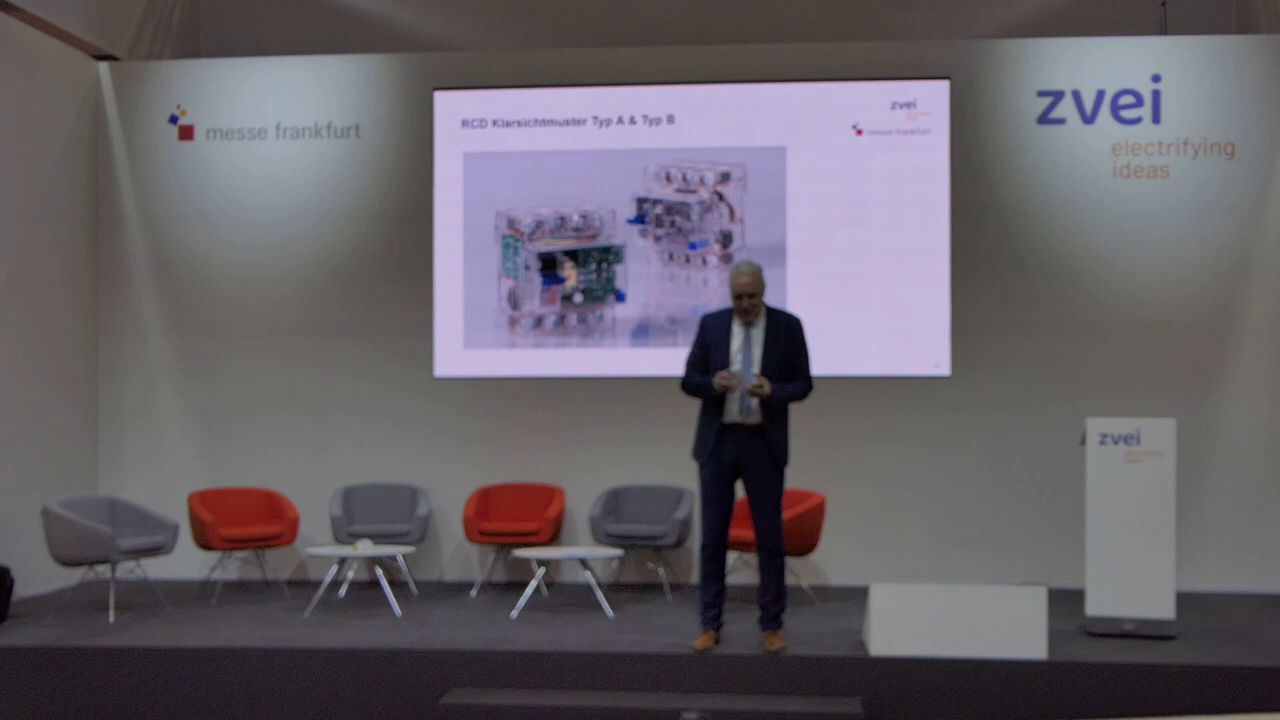 messe frankfurt
RCD Klarsichtmuster Typ A & Typ B
zvei
messe frankfurt
zvei
electrifying
ideas
zvei